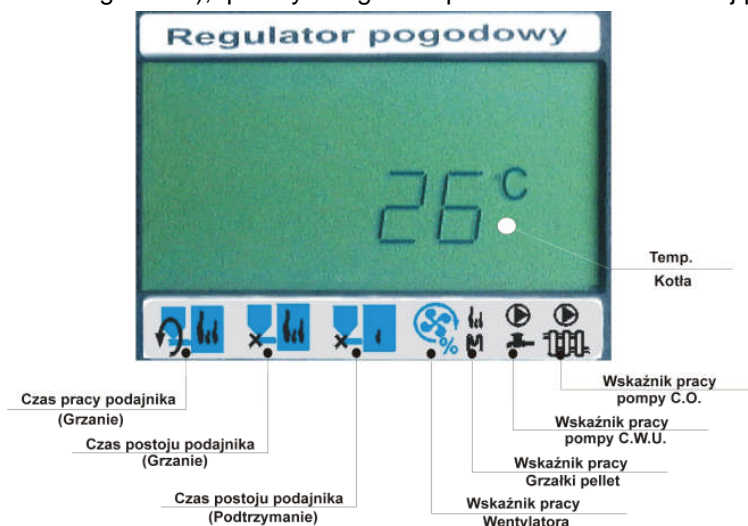 Regulator pogodowy
26 °C
Temp.
Kotła
%
Czas pracy podajnika
(Grzanie)
Czas postoju podajnika
(Grzanie)
Czas postoju podajnika
(Podtrzymanie)
Wskaźnik pracy
pompy C.O.
Wskaźnik pracy
pompy C.W.U.
Wskaźnik pracy
Grzałki pellet
Wskaźnik pracy
Wentylatora